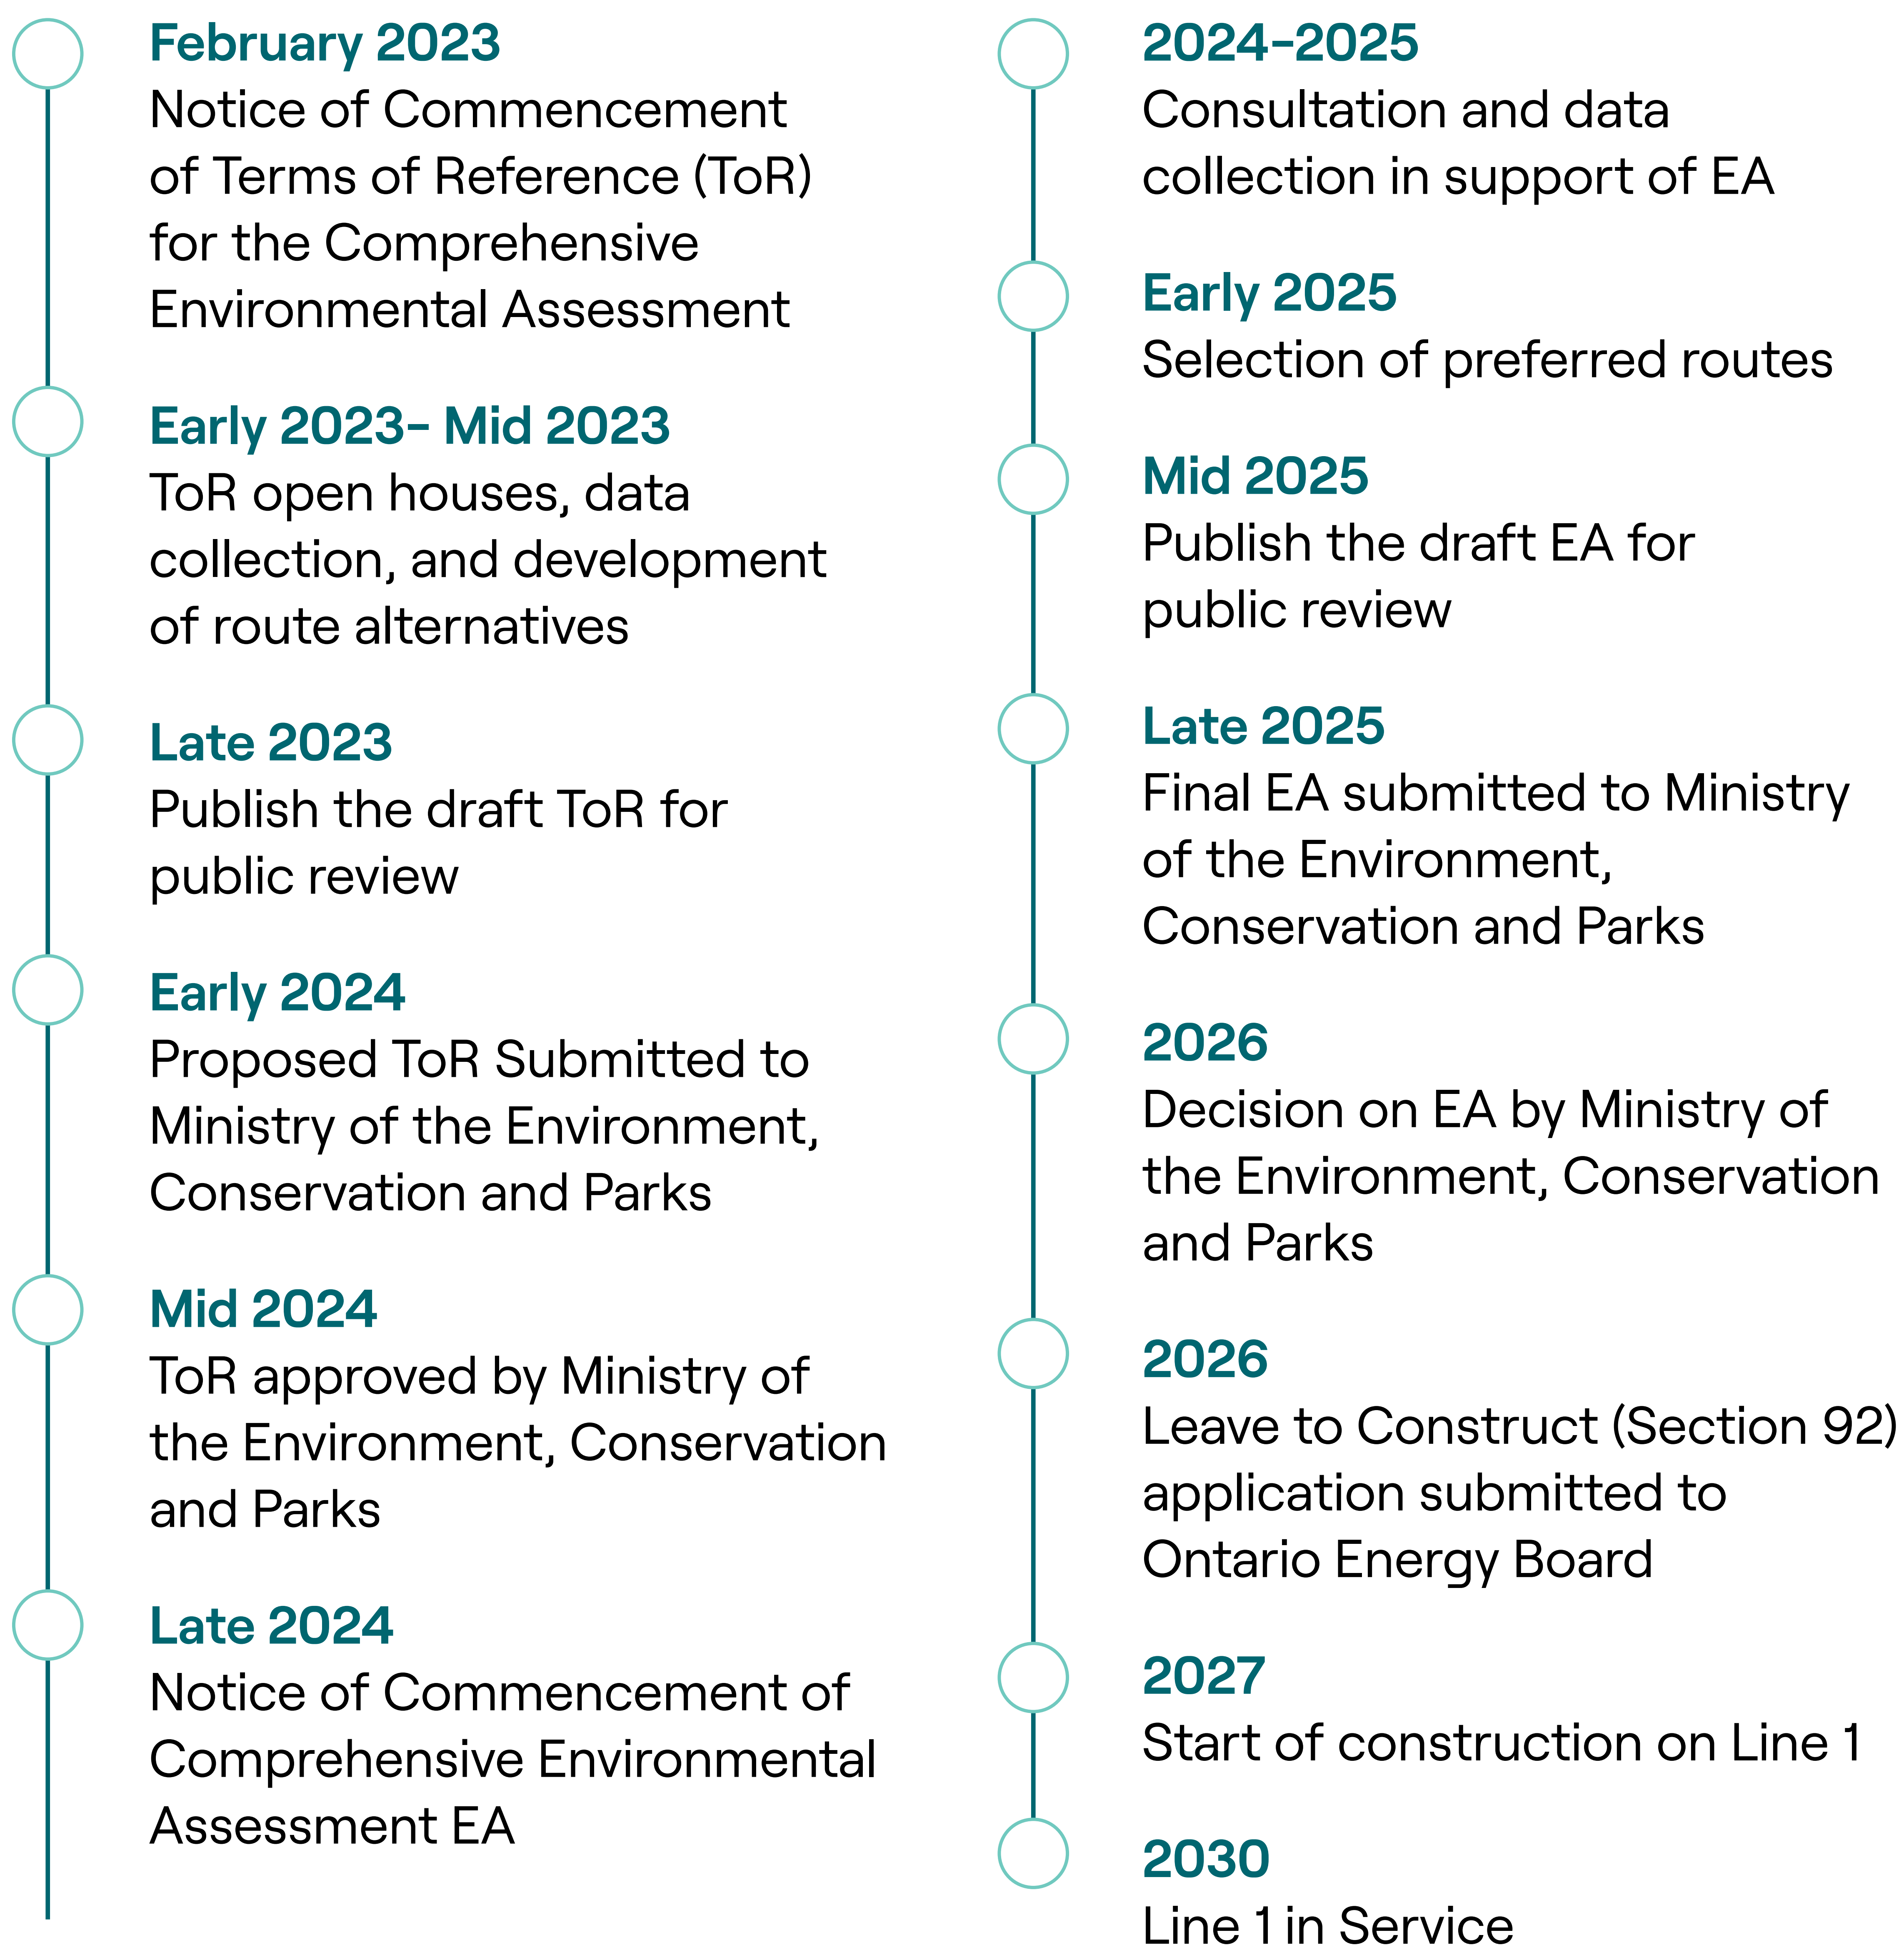 February 2023
Notice of Commencement
of Terms of Reference (ToR)
for the Comprehensive
Environmental Assessment
Early 2023– Mid 2023
ToR open houses, data
collection, and development
of route alternatives
Late 2023
Publish the draft ToR for
public review
Early 2024
Proposed ToR Submitted to
Ministry of the Environment,
Conservation and Parks
Mid 2024
ToR approved by Ministry of
the Environment, Conservation
and Parks
Late 2024
Notice of Commencement of
Comprehensive Environmental
Assessment EA
2024–2025
Consultation and data
collection in support of EA
Early 2025
Selection of preferred routes
Mid 2025
Publish the draft EA for
public review
Late 2025
Final EA submitted to Ministry
of the Environment,
Conservation and Parks
2026
Decision on EA by Ministry of
the Environment, Conservation
and Parks
2026
Leave to Construct (Section 92)
application submitted to
Ontario Energy Board
2027
Start of construction on Line 1
2030
Line 1 in Service